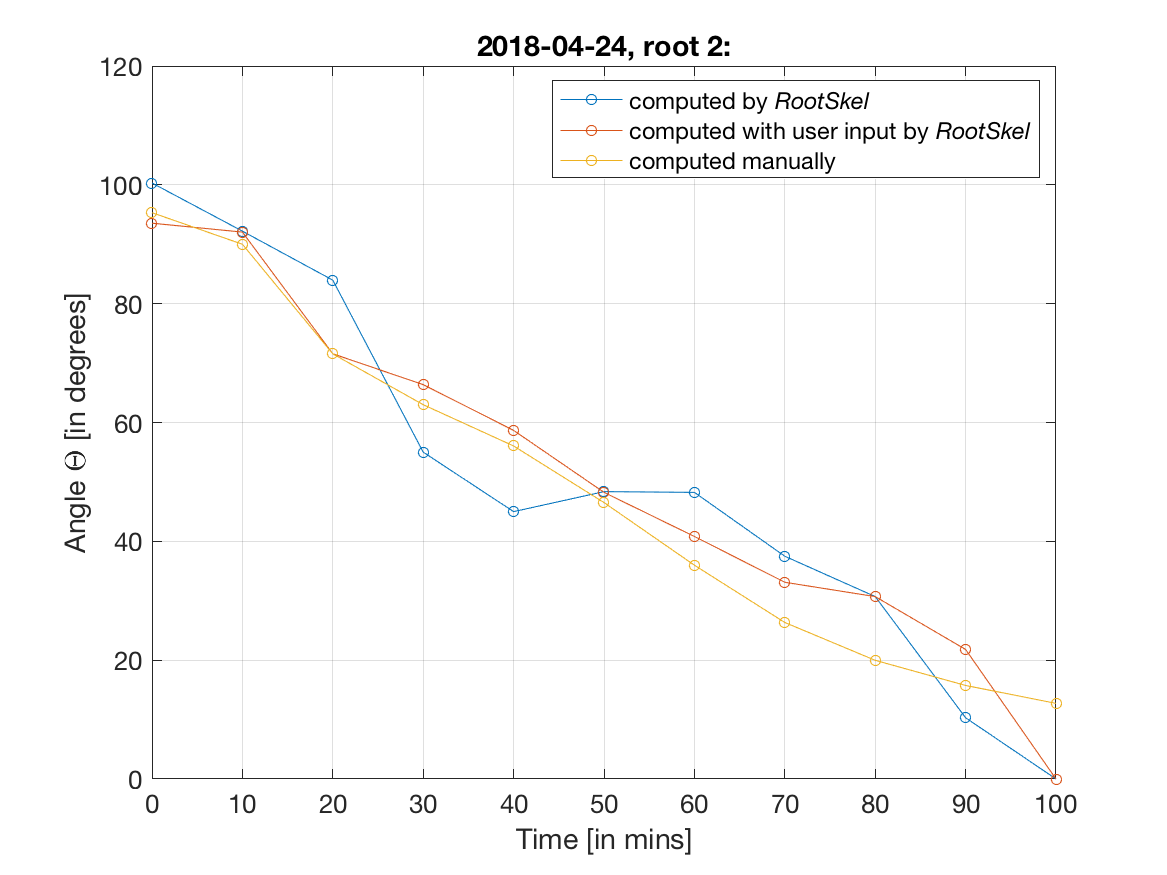 2018-04-24, root 2:
computed by RootSkel
computed with user input by RootSkel
computed manually
120
100
80
60
40
20
0
Angle Θ [in degrees]
0 10 20 30 40 50 60 70 80 90 100
Time [in mins]